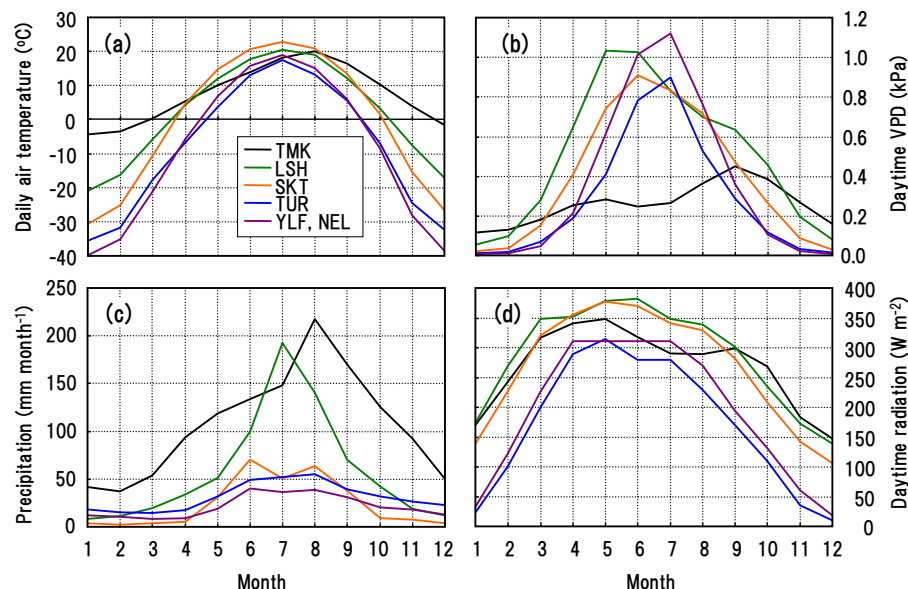 (a)
(b)
Daily air temperature (ºC)
30
20
10
0
-10
-20
-30
-40
TMK
LSH
SKT
TUR
YLF, NEL
1.2
1.0
0.8
0.6
0.4
0.2
0.0
Daytime VPD (kPa)
(c)
(d)
Precipitation (mm month⁻¹)
250
200
150
100
50
0
1 2 3 4 5 6 7 8 9 10 11 12
Month
400
350
300
250
200
150
100
50
0
Daytime radiation (W m⁻²)
1 2 3 4 5 6 7 8 9 10 11 12
Month